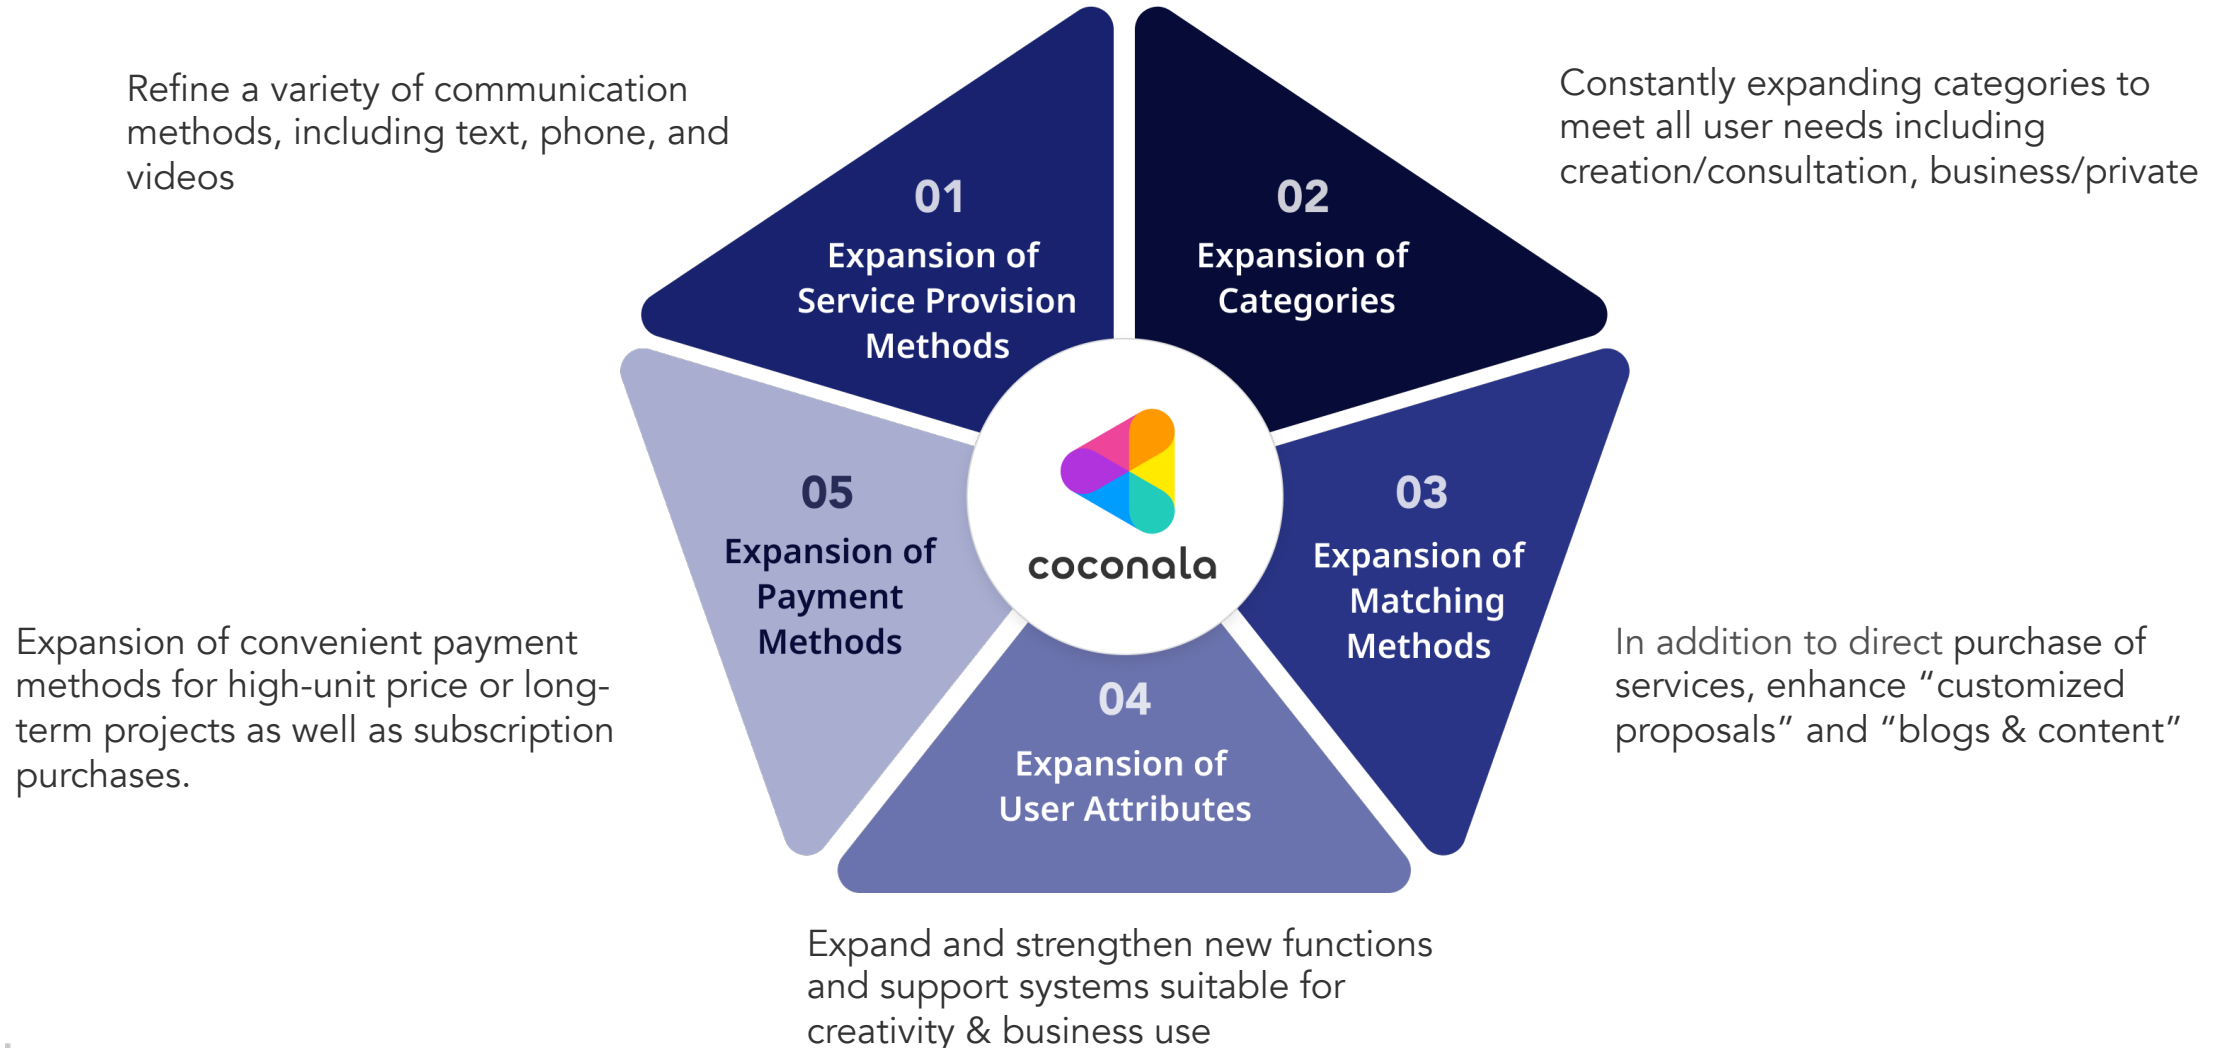 Refine a variety of communication
methods, including text, phone, and
videos
01
Expansion of
Service Provision
Methods
02
Expansion of
Categories
Constantly expanding categories to
meet all user needs including
creation/consultation, business/private
coconala
03
Expansion of
Matching
Methods
In addition to direct purchase of
services, enhance “customized
proposals” and “blogs & content”
04
Expansion of
User Attributes
Expand and strengthen new functions
and support systems suitable for
creativity & business use
05
Expansion of
Payment
Methods
Expansion of convenient payment
methods for high-unit price or long-
term projects as well as subscription
purchases.